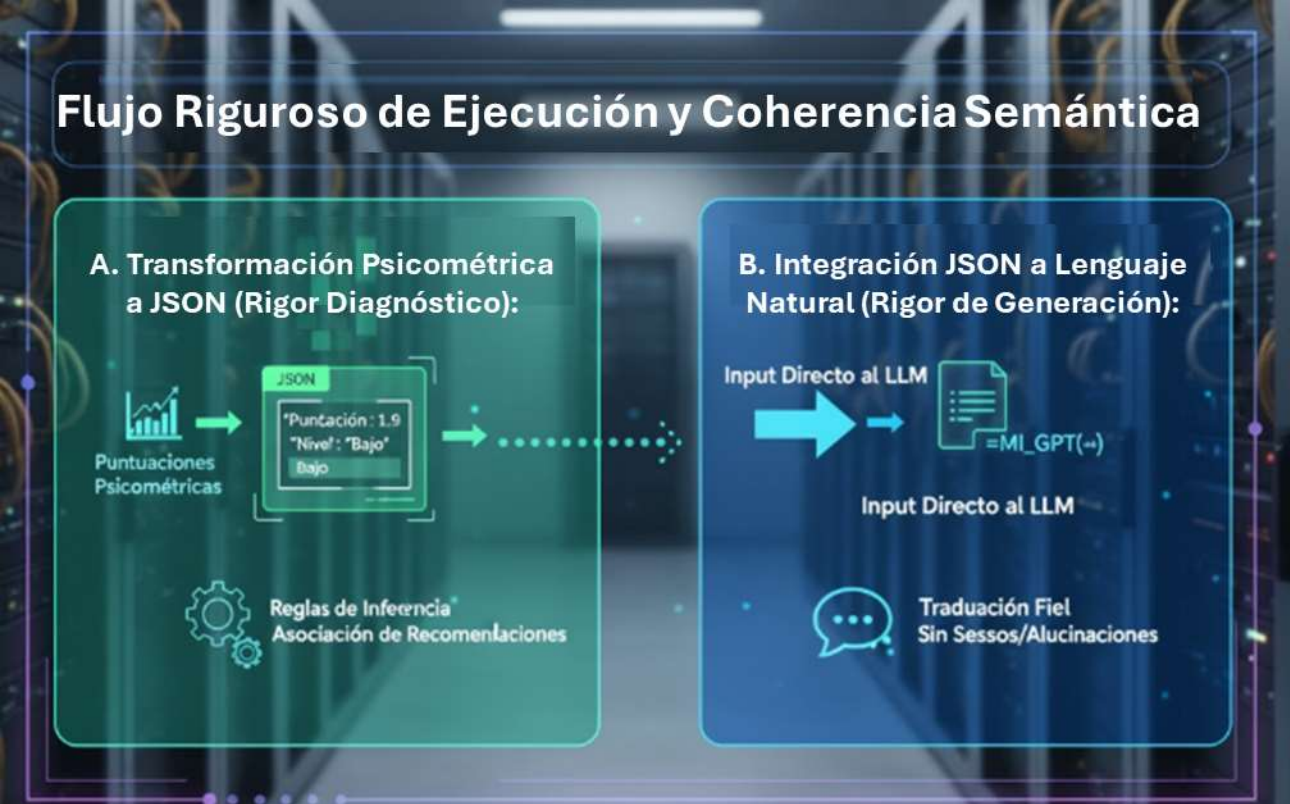 Flujo Riguroso de Ejecución y Coherencia Semántica
A. Transformación Psicométrica
a JSON (Rigor Diagnóstico):
JSON
"Puntación : 1.9
"Nivel : "Bajo"
Bajo
Puntuaciones
Psicométricas
Reglas de Inferencia
Asociación de Recomenlaciones
B. Integración JSON a Lenguaje
Natural (Rigor de Generación):
Input Directo al LLM
=MI_GPT(→)
Input Directo al LLM
Traduación Fiel
Sin Sessos/Alucinaciones